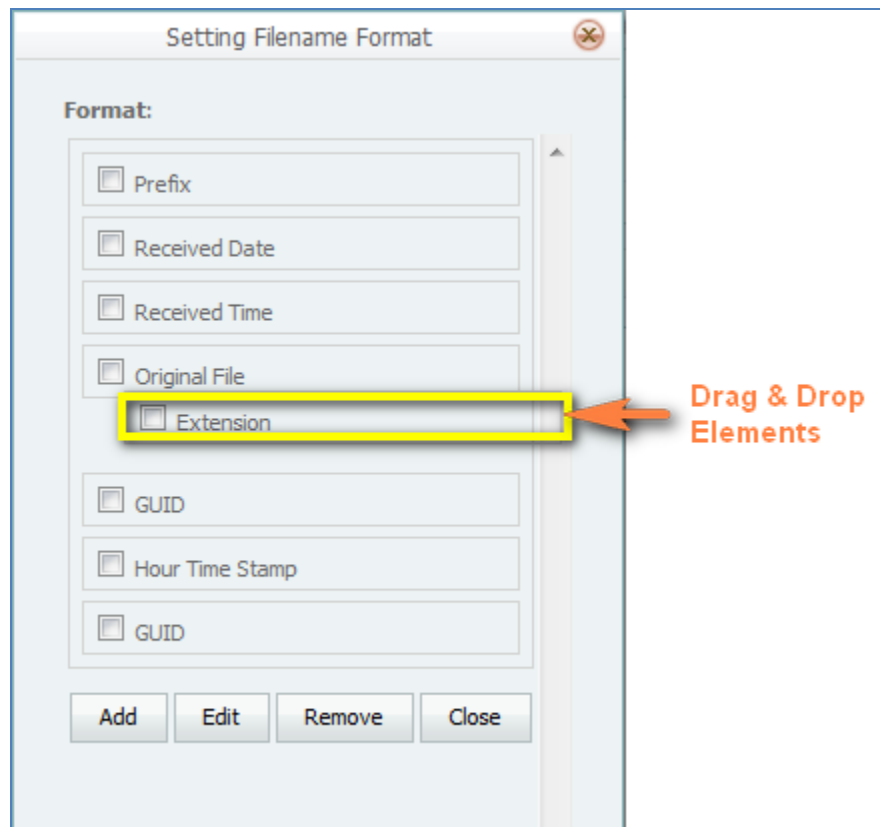 Setting Filename Format
Format:
Prefix
Received Date
Received Time
Original File
Extension
Drag & Drop
Elements
GUID
Hour Time Stamp
GUID
Add Edit Remove Close